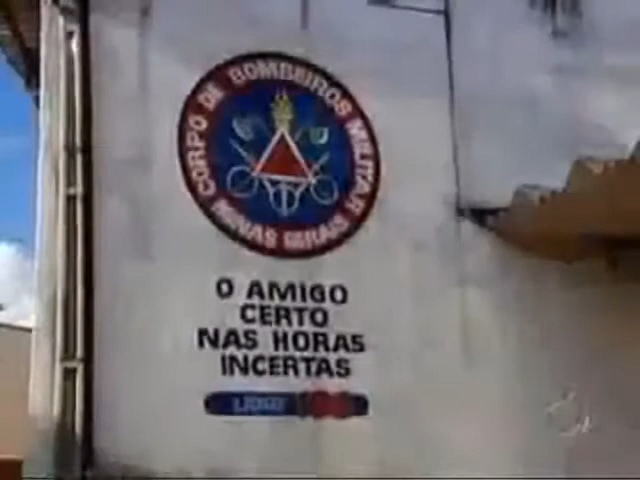 CORPO DE BOMBEIROS MILITAR
MINAS GERAIS
O AMIGO
CERTO
NAS HORAS
INCERTAS